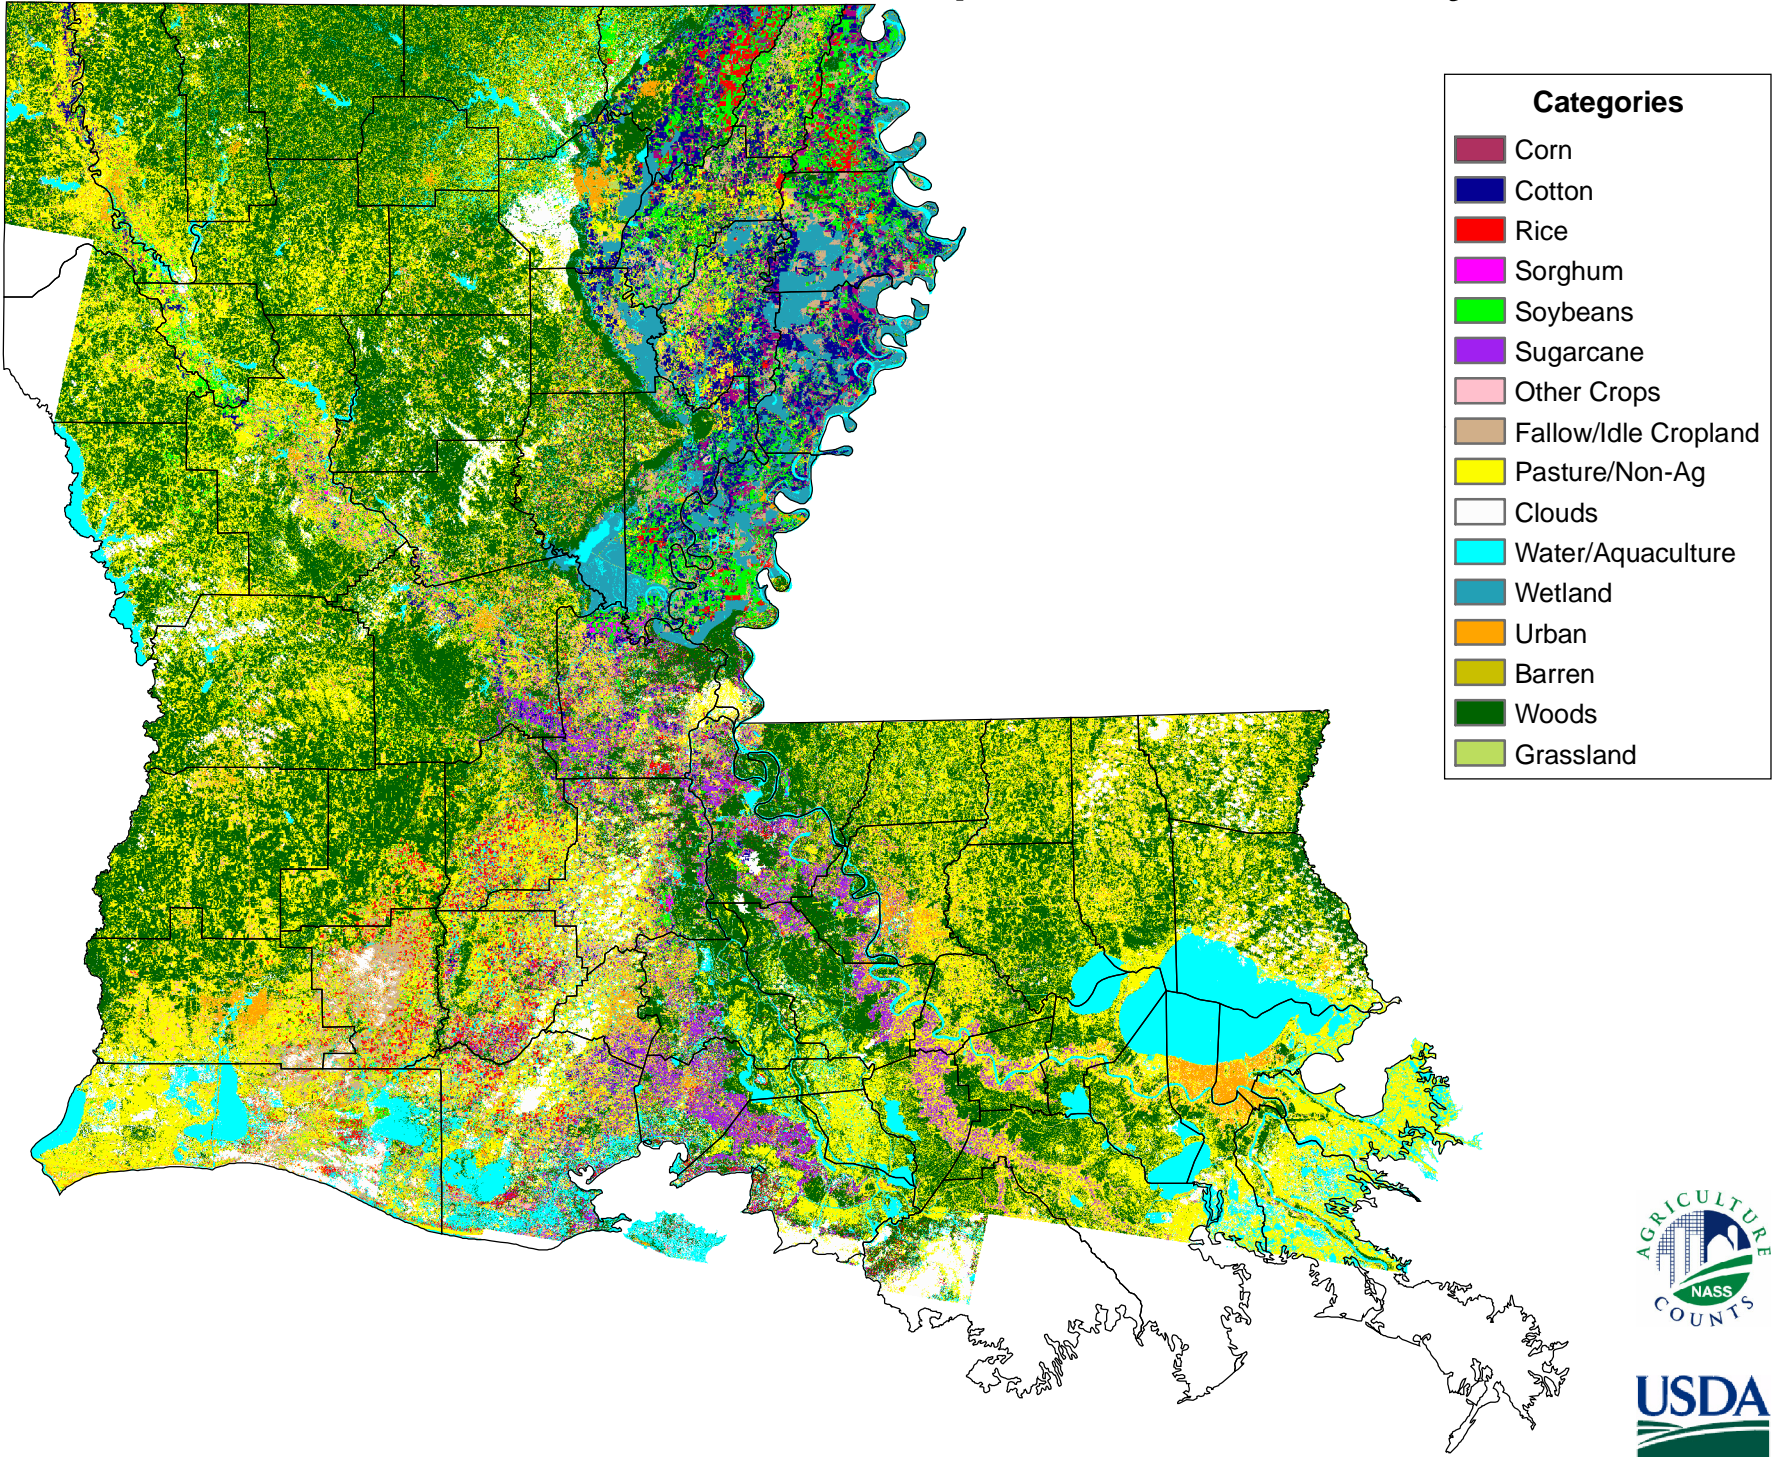 Categories
Corn
Cotton
Rice
Sorghum
Soybeans
Sugarcane
Other Crops
Fallow/Idle Cropland
Pasture/Non-Ag
Clouds
Water/Aquaculture
Wetland
Urban
Barren
Woods
Grassland
AGRICULTURE
NASS
COUNTS
USDA